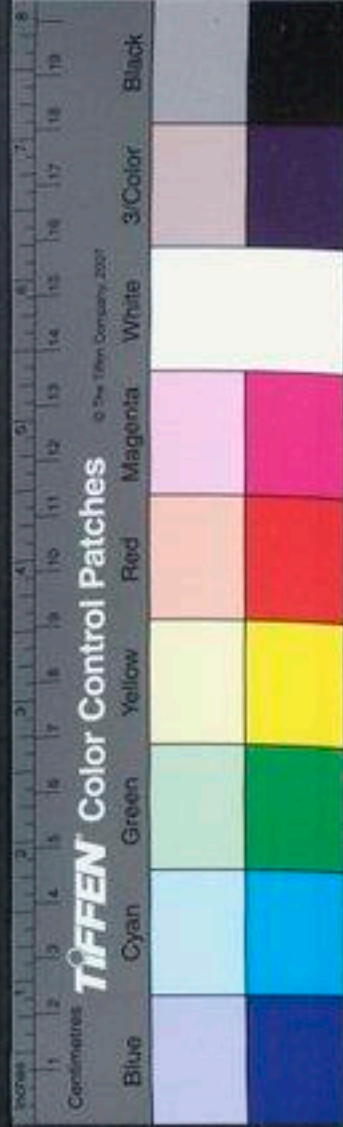 Inches 1 2 3 4 5 6 7 8
Centimetres 1 2 3 4 5 6 7 8 9 10 11 12 13 14 15 16 17 18 19
TIFFEN® Color Control Patches © The Tiffen Company, 2007
Blue Cyan Green Yellow Red Magenta White 3/Color Black